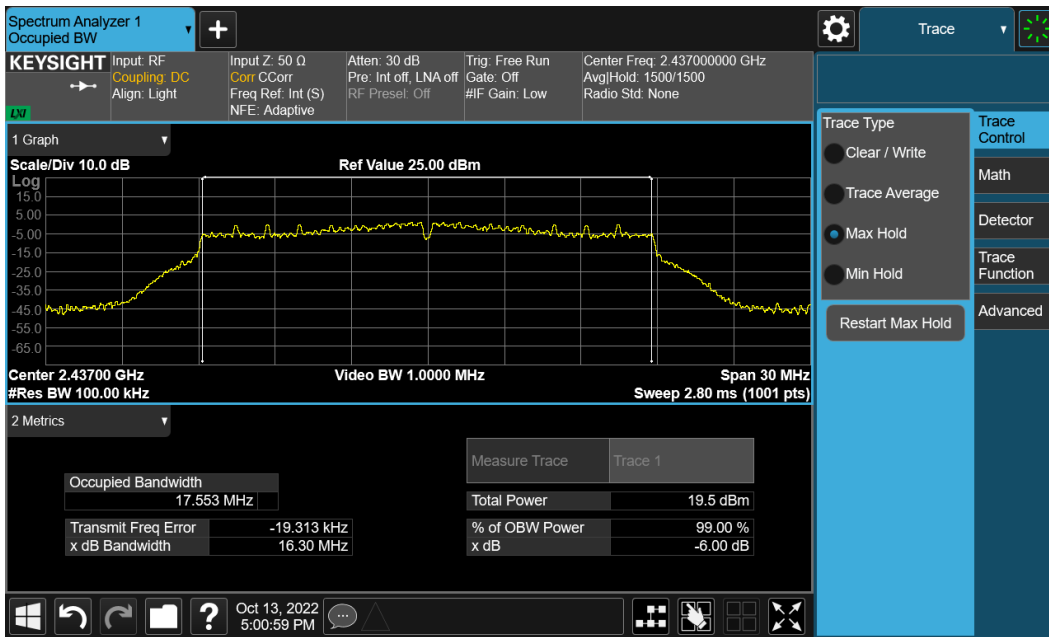 Spectrum Analyzer 1
Occupied BW
Trace
KEYSIGHT
LXI
Input: RF
Coupling: DC
Align: Light
Input Z: 50 Ω
Corr CCorr
Freq Ref: Int (S)
NFE: Adaptive
Atten: 30 dB
Pre: Int off, LNA off
RF Presel: Off
Trig: Free Run
Gate: Off
#IF Gain: Low
Center Freq: 2.437000000 GHz
Avg|Hold: 1500/1500
Radio Std: None
1 Graph
Scale/Div 10.0 dB
Ref Value 25.00 dBm
Log
15.0
5.00
-5.00
-15.0
-25.0
-35.0
-45.0
-55.0
-65.0
Center 2.43700 GHz
Video BW 1.0000 MHz
Span 30 MHz
#Res BW 100.00 kHz
Sweep 2.80 ms (1001 pts)
2 Metrics
Measure Trace
Trace 1
Occupied Bandwidth
17.553 MHz
Total Power
19.5 dBm
Transmit Freq Error
-19.313 kHz
% of OBW Power
99.00 %
x dB Bandwidth
16.30 MHz
x dB
-6.00 dB
Trace Type
Clear / Write
Trace Average
Max Hold
Min Hold
Restart Max Hold
Trace
Control
Math
Detector
Trace
Function
Advanced
?
Oct 13, 2022
5:00:59 PM